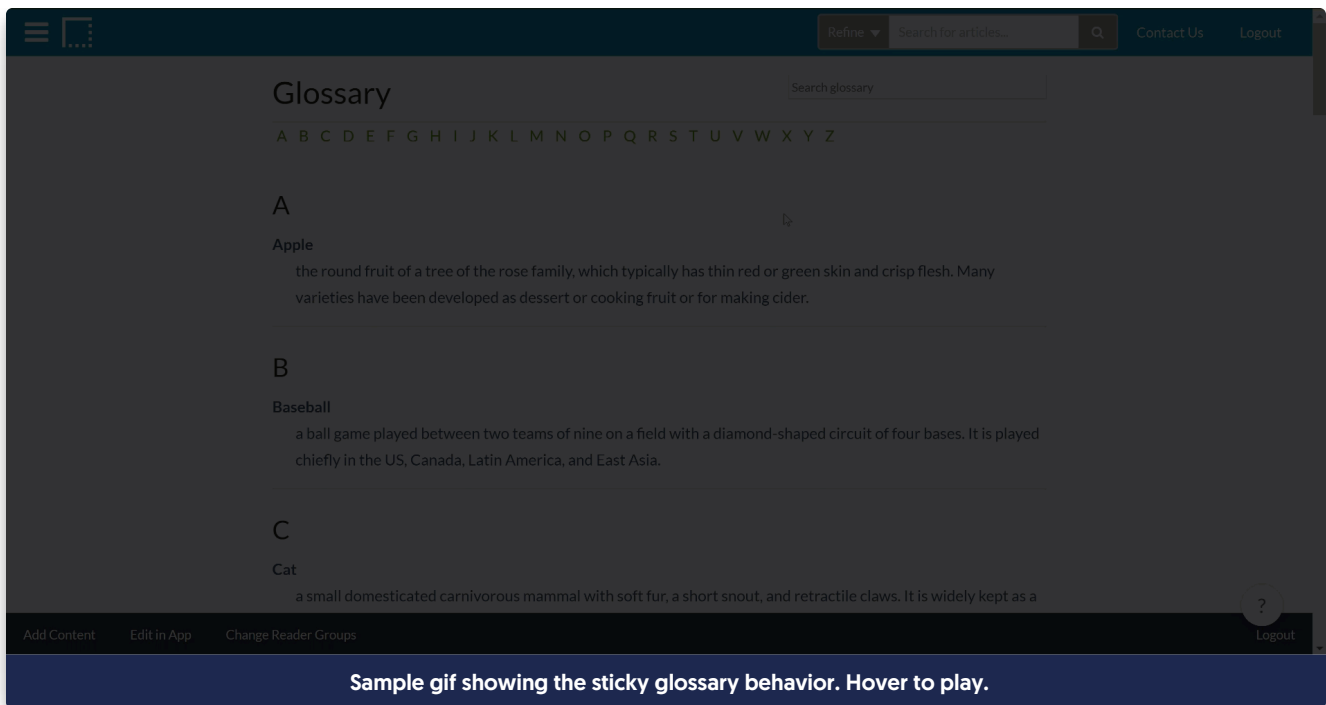 Refine Search for articles... Contact Us Logout
Glossary
Search glossary
A B C D E F G H I J K L M N O P Q R S T U V W X Y Z
A
Apple
the round fruit of a tree of the rose family, which typically has thin red or green skin and crisp flesh. Many
varieties have been developed as dessert or cooking fruit or for making cider.
B
Baseball
a ball game played between two teams of nine on a field with a diamond-shaped circuit of four bases. It is played
chiefly in the US, Canada, Latin America, and East Asia.
C
Cat
a small domesticated carnivorous mammal with soft fur, a short snout, and retractile claws. It is widely kept as a
?
Add Content Edit in App Change Reader Groups Logout
Sample gif showing the sticky glossary behavior. Hover to play.